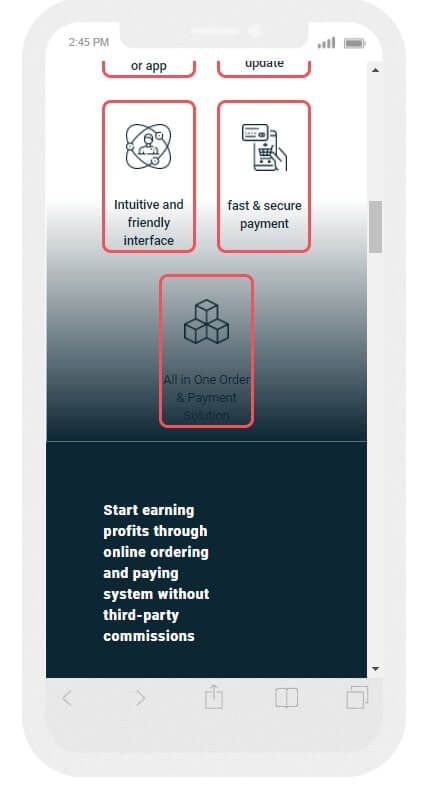 2:45 PM
or app
update
Intuitive and
friendly
interface
fast & secure
payment
All in One Order
& Payment
Solution
Start earning
profits through
online ordering
and paying
system without
third-party
commissions